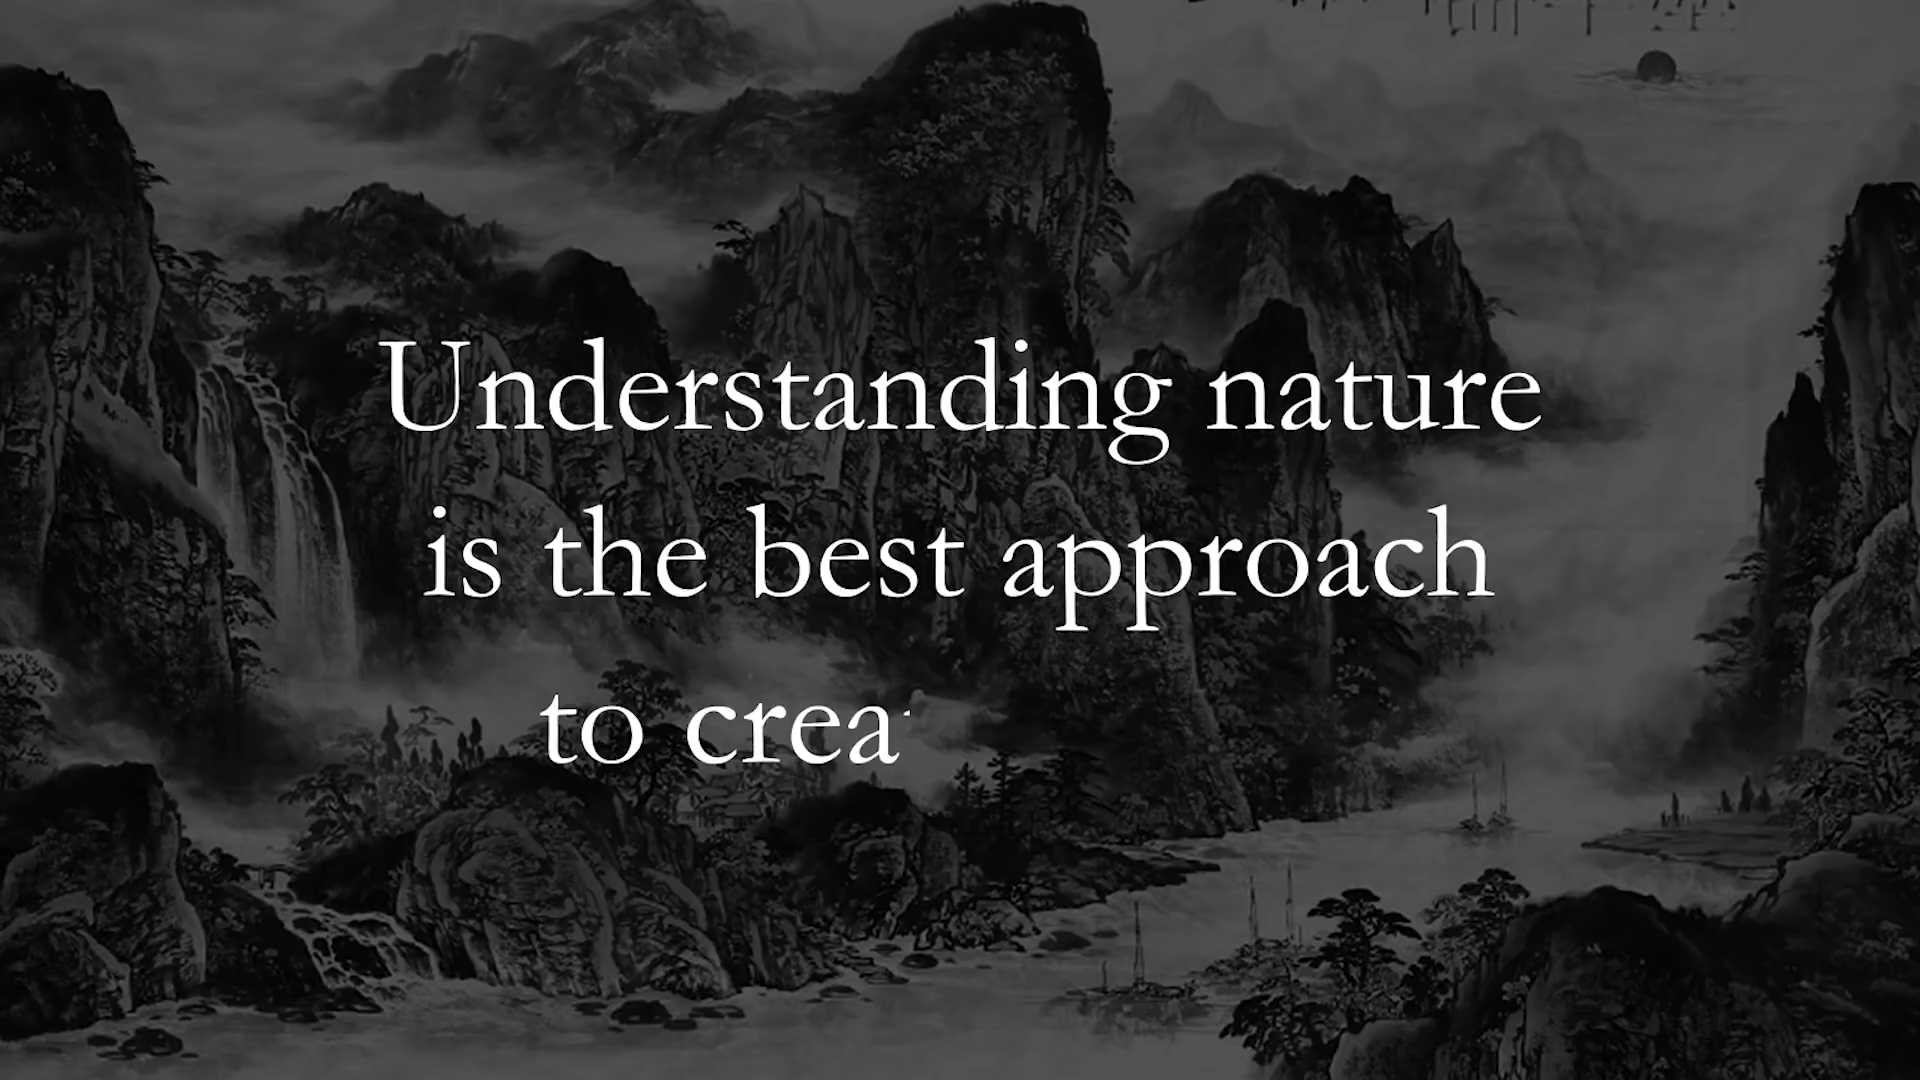 Understanding nature
is the best approach
to crea